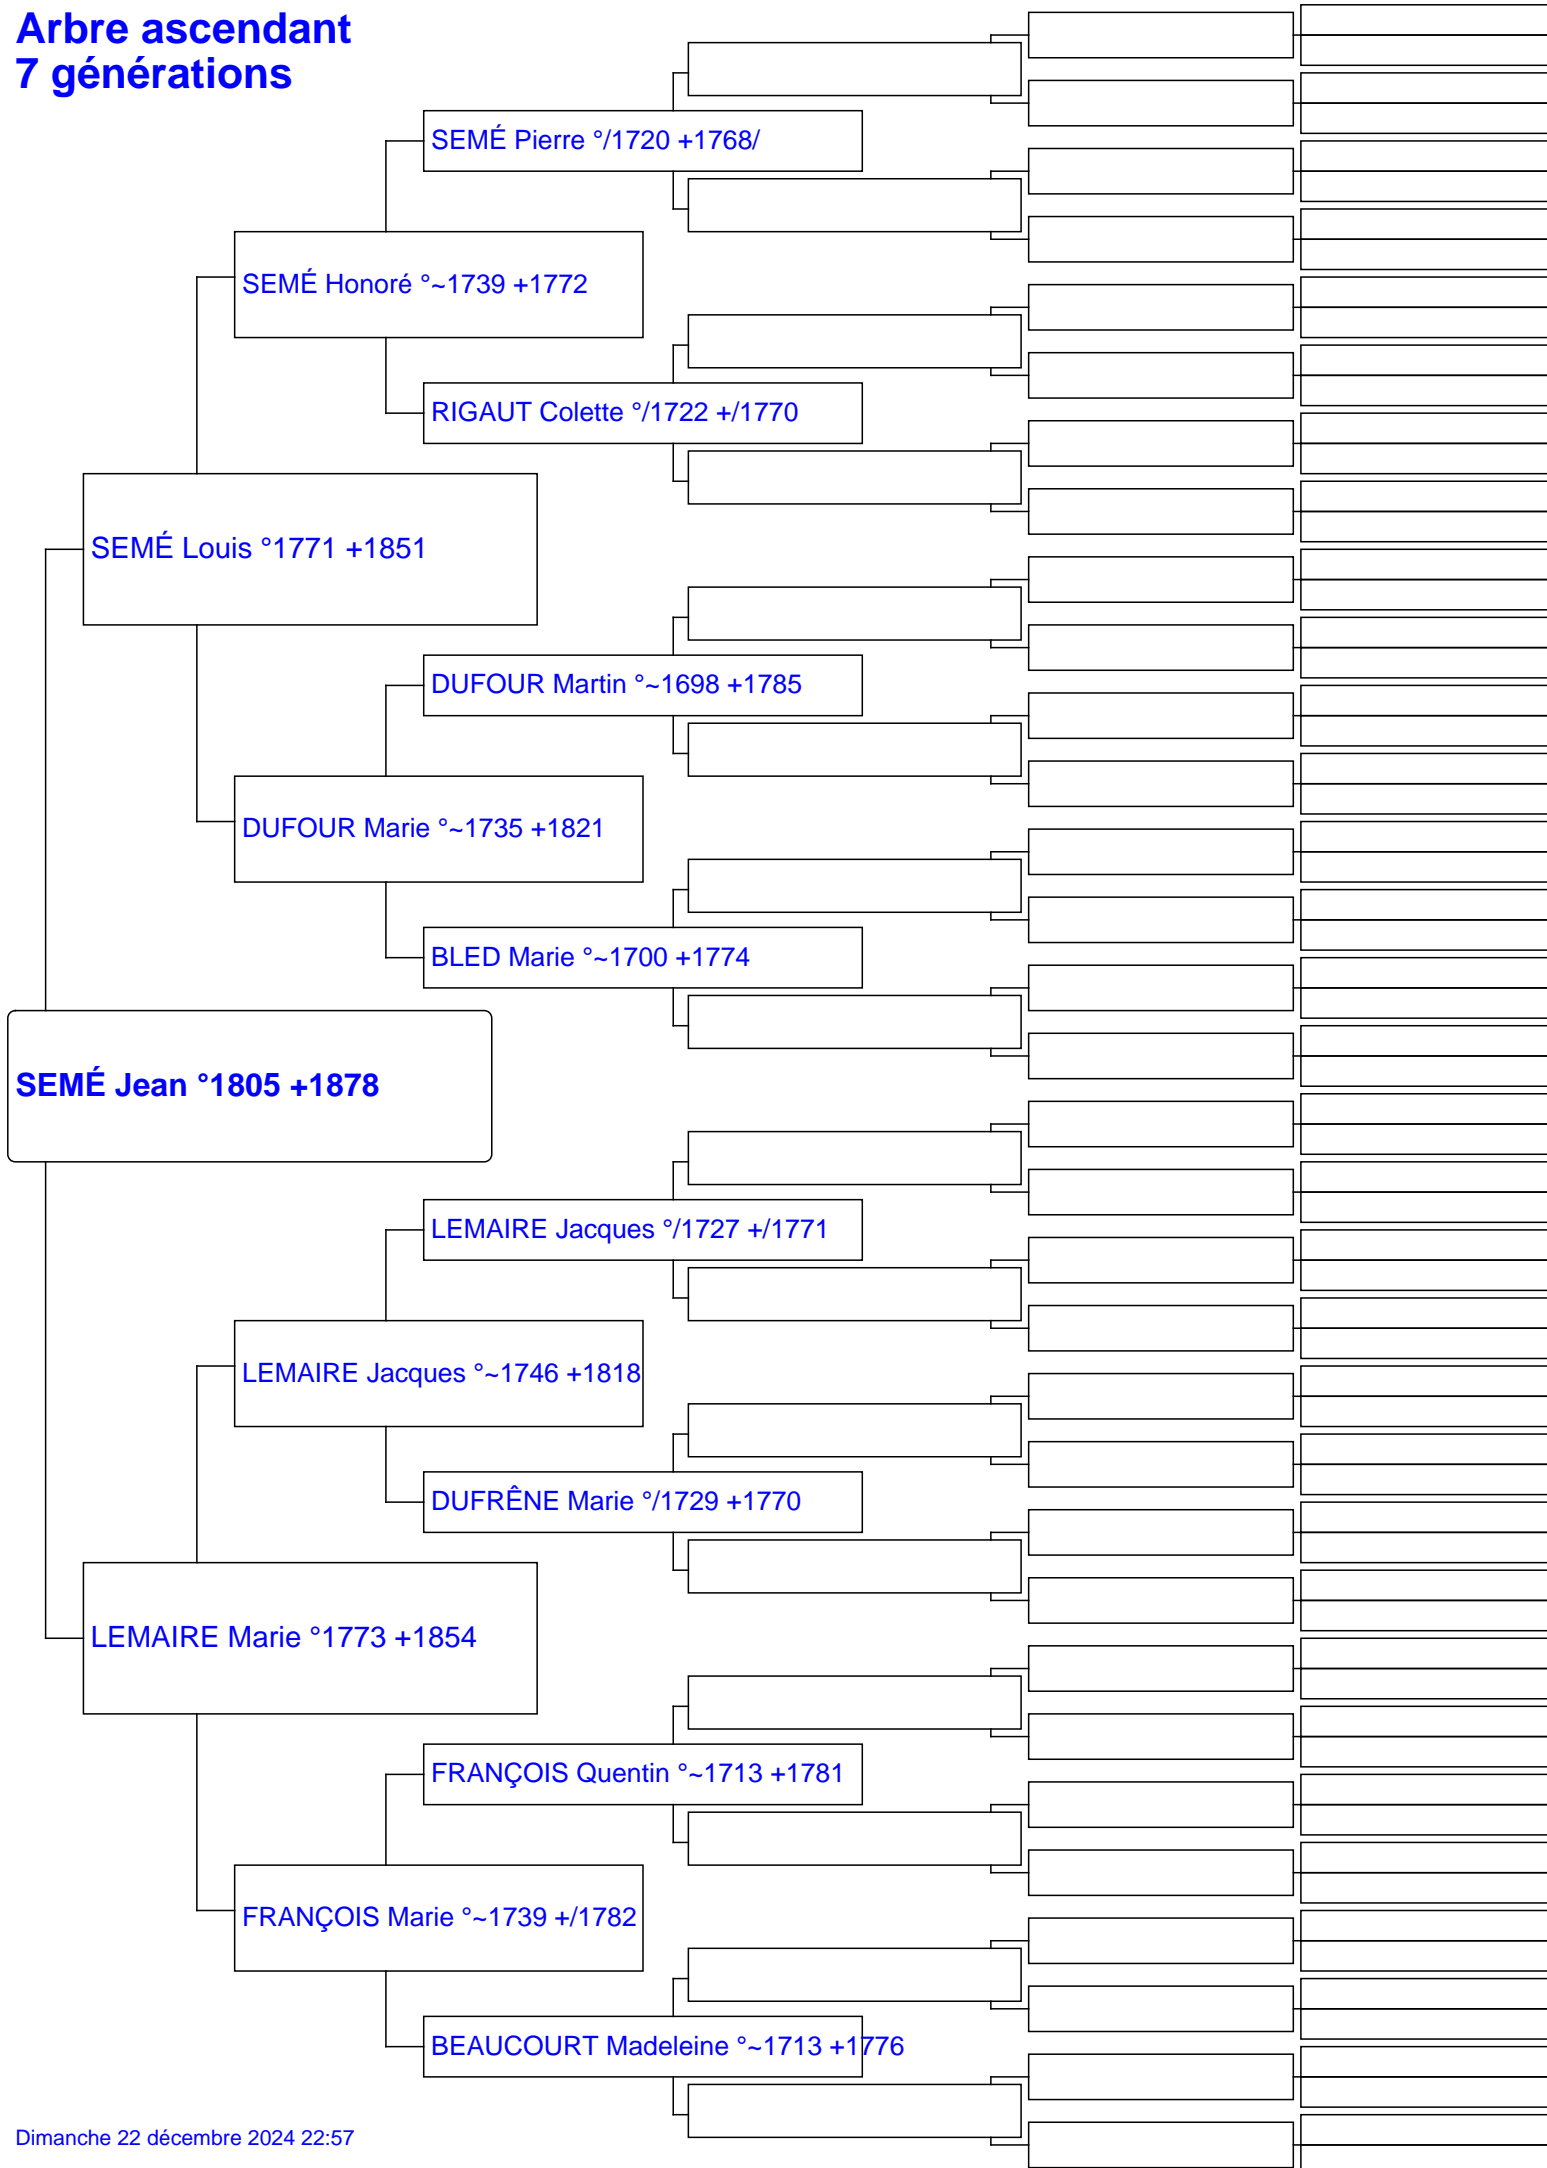 Arbre ascendant
7 générations
SEMÉ Pierre °/1720 +1768/
SEMÉ Honoré °~1739 +1772
RIGAUT Colette °/1722 +/1770
SEMÉ Louis °1771 +1851
DUFOUR Martin °~1698 +1785
DUFOUR Marie °~1735 +1821
BLED Marie °~1700 +1774
SEMÉ Jean °1805 +1878
LEMAIRE Jacques °/1727 +/1771
LEMAIRE Jacques °~1746 +1818
DUFRÊNE Marie °/1729 +1770
LEMAIRE Marie °1773 +1854
FRANÇOIS Quentin °~1713 +1781
FRANÇOIS Marie °~1739 +/1782
BEAUCOURT Madeleine °~1713 +1776
Dimanche 22 décembre 2024 22:57